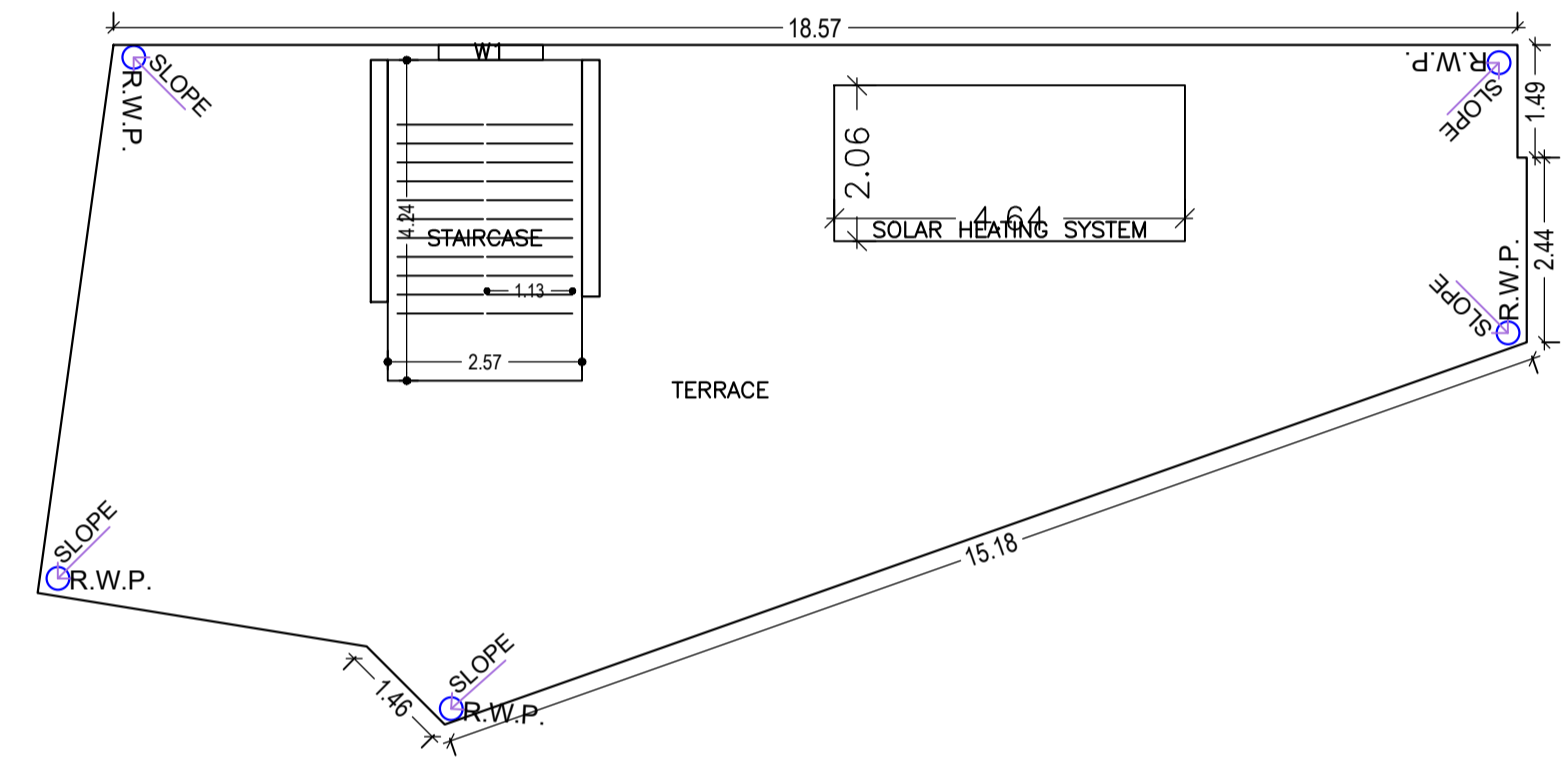 18.57
W1
R.W.P.
SLOPE
R.W.P.
SLOPE
1.49
2.06
4.64
SOLAR HEATING SYSTEM
4.24
STAIRCASE
1.13
2.57
TERRACE
2.44
R.W.P.
SLOPE
15.18
SLOPE
R.W.P.
1.46
SLOPE
R.W.P.